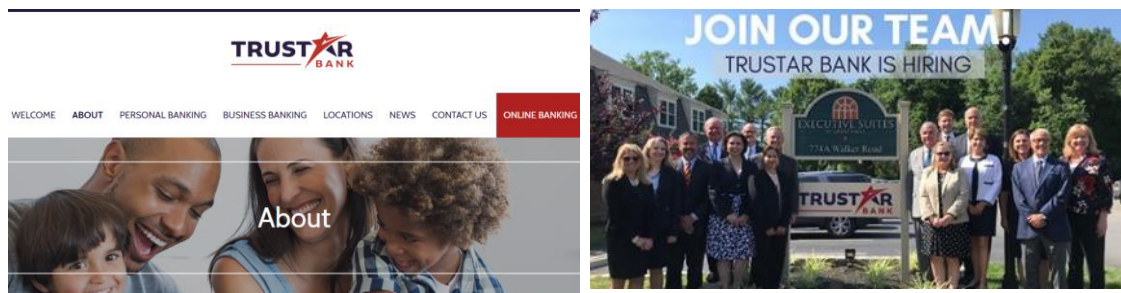 TRUSTAR
BANK
WELCOME ABOUT PERSONAL BANKING BUSINESS BANKING LOCATIONS NEWS CONTACT US ONLINE BANKING
About
JOIN OUR TEAM!
TRUSTAR BANK IS HIRING
EXECUTIVE SUITES
774A Walker Road
TRUSTAR
BANK